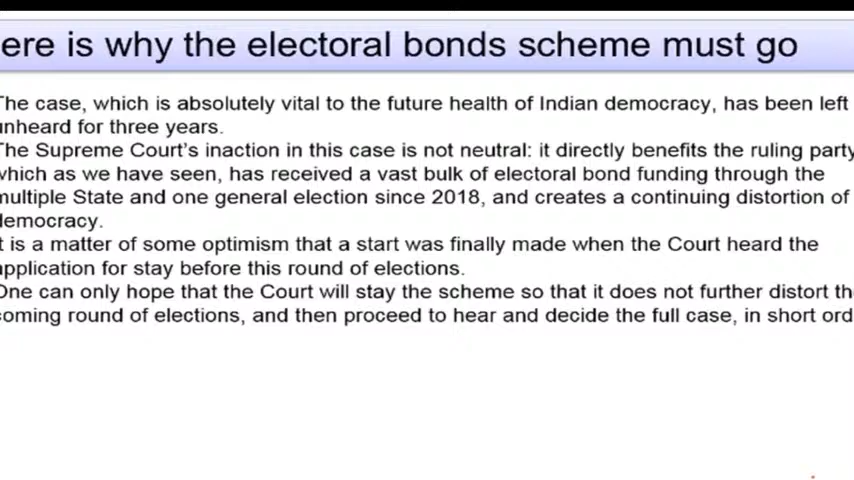 ere is why the electoral bonds scheme must go
The case, which is absolutely vital to the future health of Indian democracy, has been left
unheard for three years.
The Supreme Court's inaction in this case is not neutral: it directly benefits the ruling party
which as we have seen, has received a vast bulk of electoral bond funding through the
multiple State and one general election since 2018, and creates a continuing distortion of
democracy.
It is a matter of some optimism that a start was finally made when the Court heard the
application for stay before this round of elections.
One can only hope that the Court will stay the scheme so that it does not further distort th
coming round of elections, and then proceed to hear and decide the full case, in short ord